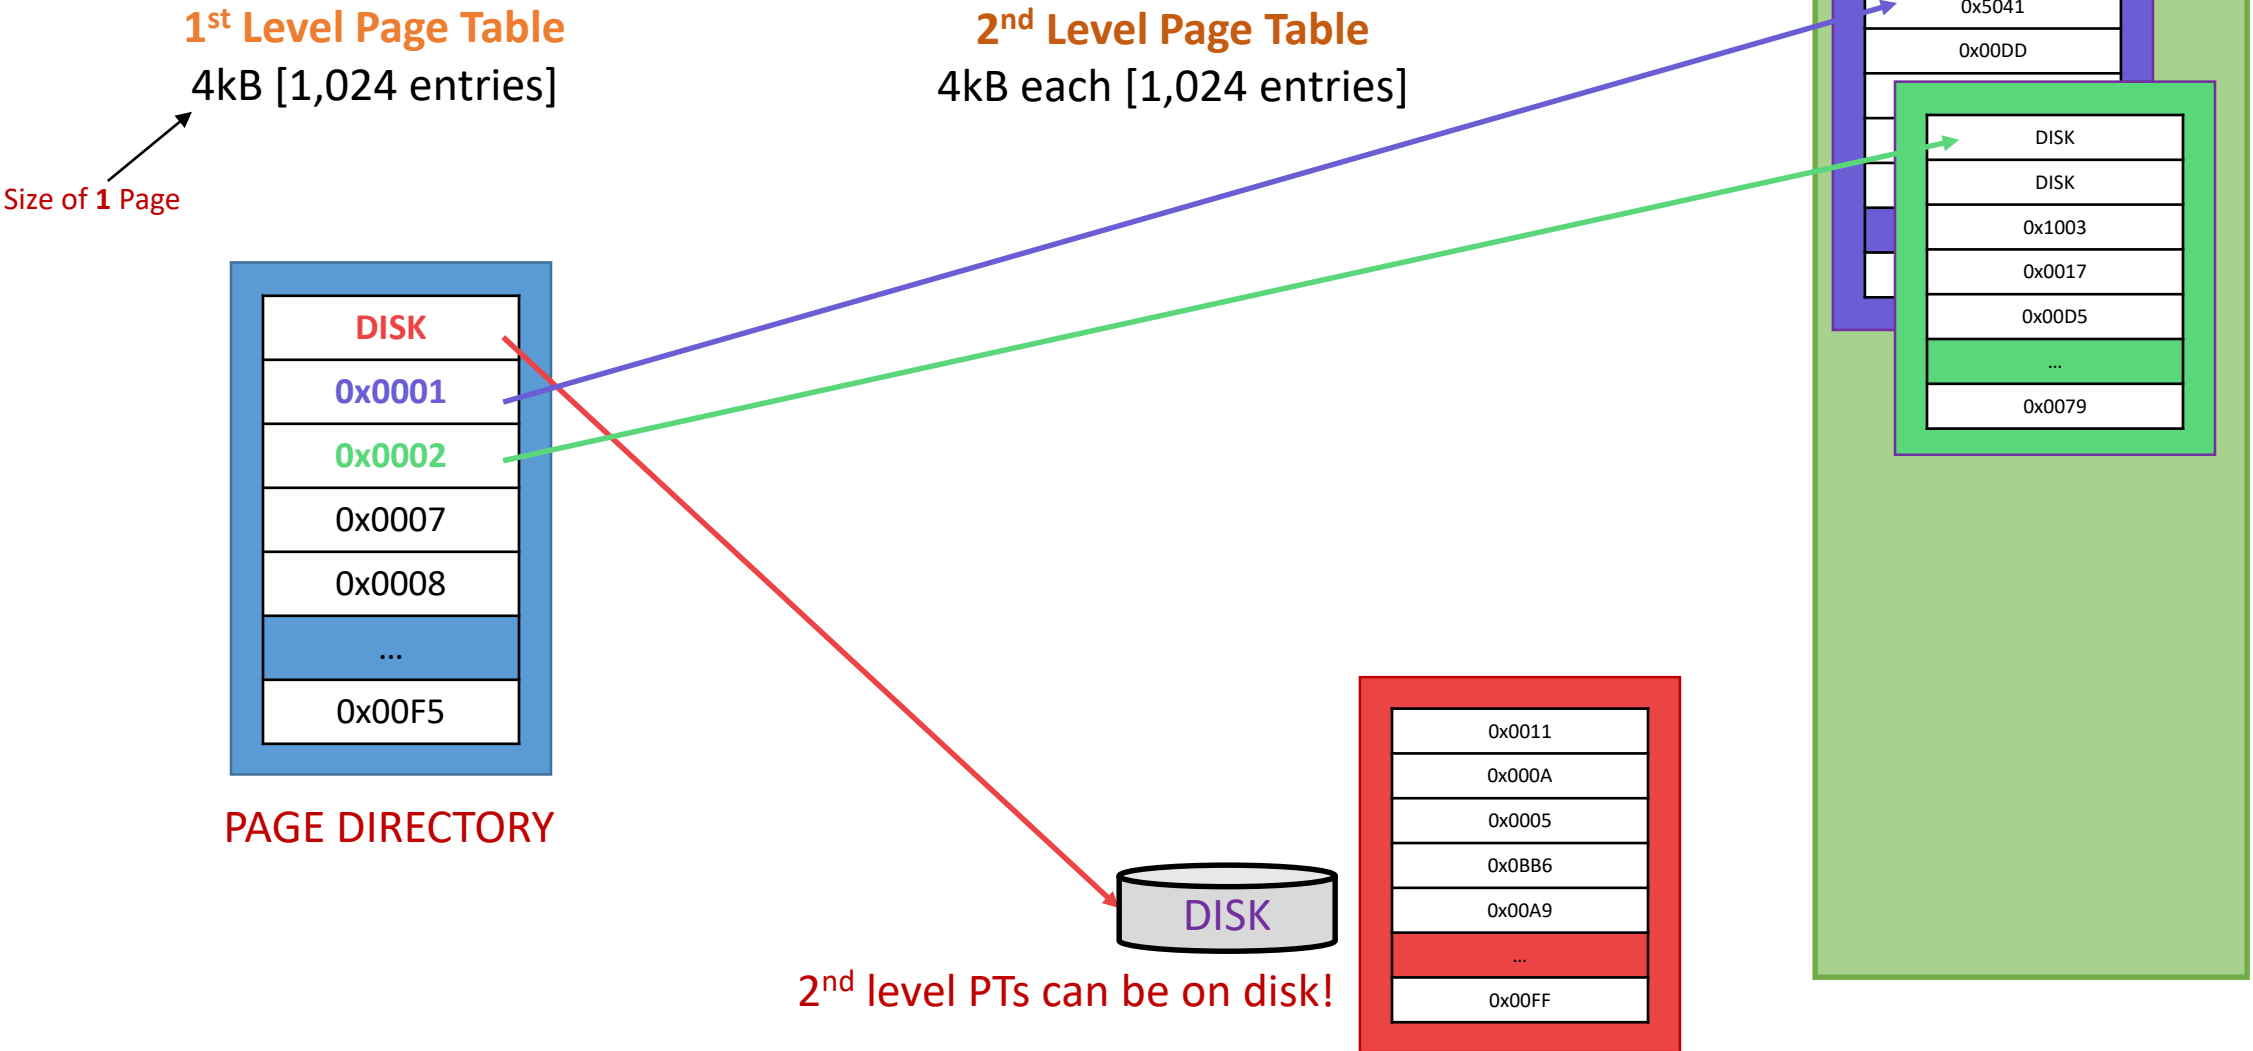 1st Level Page Table
4kB [1,024 entries]
Size of 1 Page
2nd Level Page Table
4kB each [1,024 entries]
0x5041
0x00DD
DISK
DISK
0x1003
0x0017
0x00D5
...
0x0079
DISK
0x0001
0x0002
0x0007
0x0008
...
0x00F5
PAGE DIRECTORY
DISK
2nd level PTs can be on disk!
0x0011
0x000A
0x0005
0x0BB6
0x00A9
...
0x00FF